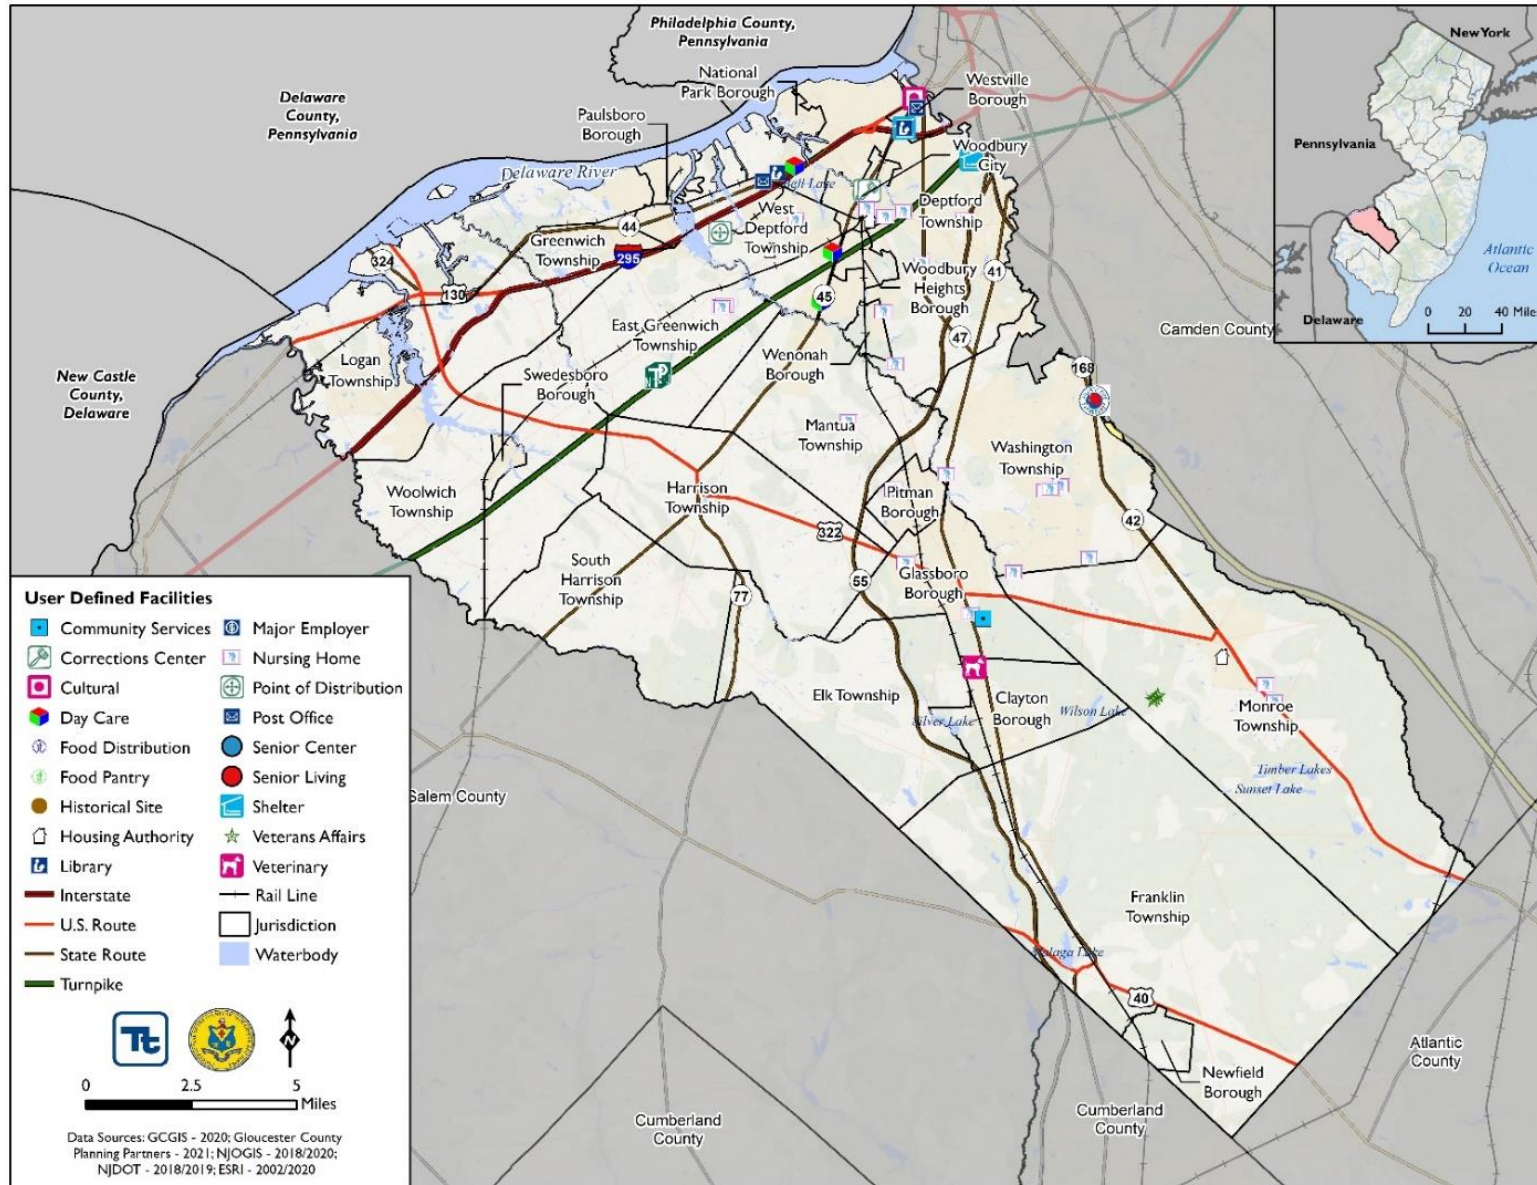 Philadelphia County,
Pennsylvania
New York
National
Park Borough
Westville
Borough
Delaware
County,
Pennsylvania
Paulsboro
Borough
Woodbury
City
Pennsylvania
Delaware River
West
Deptford
Township
Deptford
Township
44
Greenwich
Township
295
324
130
41
Woodbury
Heights
Borough
45
Atlantic
Ocean
0 20 40 Miles
Delaware
Camden County
East Greenwich
Township
47
Wenonah
Borough
Logan
Township
168
New Castle
County,
Delaware
Swedesboro
Borough
TP
N
Mantua
Township
Washington
Township
Woolwich
Township
Harrison
Township
Pitman
Borough
42
322
South
Harrison
Township
Glassboro
Borough
55
77
User Defined Facilities
Community Services
Major Employer
Corrections Center
Nursing Home
Cultural
Point of Distribution
Day Care
Post Office
Food Distribution
Senior Center
Food Pantry
Senior Living
Historical Site
Shelter
Housing Authority
Veterans Affairs
Library
Veterinary
Interstate
Rail Line
U.S. Route
Jurisdiction
State Route
Waterbody
Turnpike
Elk Township
Clayton
Borough
Silver Lake
Wilson Lake
Monroe
Township
Timber Lakes
Sunset Lake
Salem County
Franklin
Township
Malaga Lake
40
Newfield
Borough
Atlantic
County
Cumberland
County
Cumberland
County
Tt
N
0 2.5 5
Miles
Data Sources: GCGIS - 2020; Gloucester County
Planning Partners - 2021; NJOGIS - 2018/2020;
NJDOT - 2018/2019; ESRI - 2002/2020